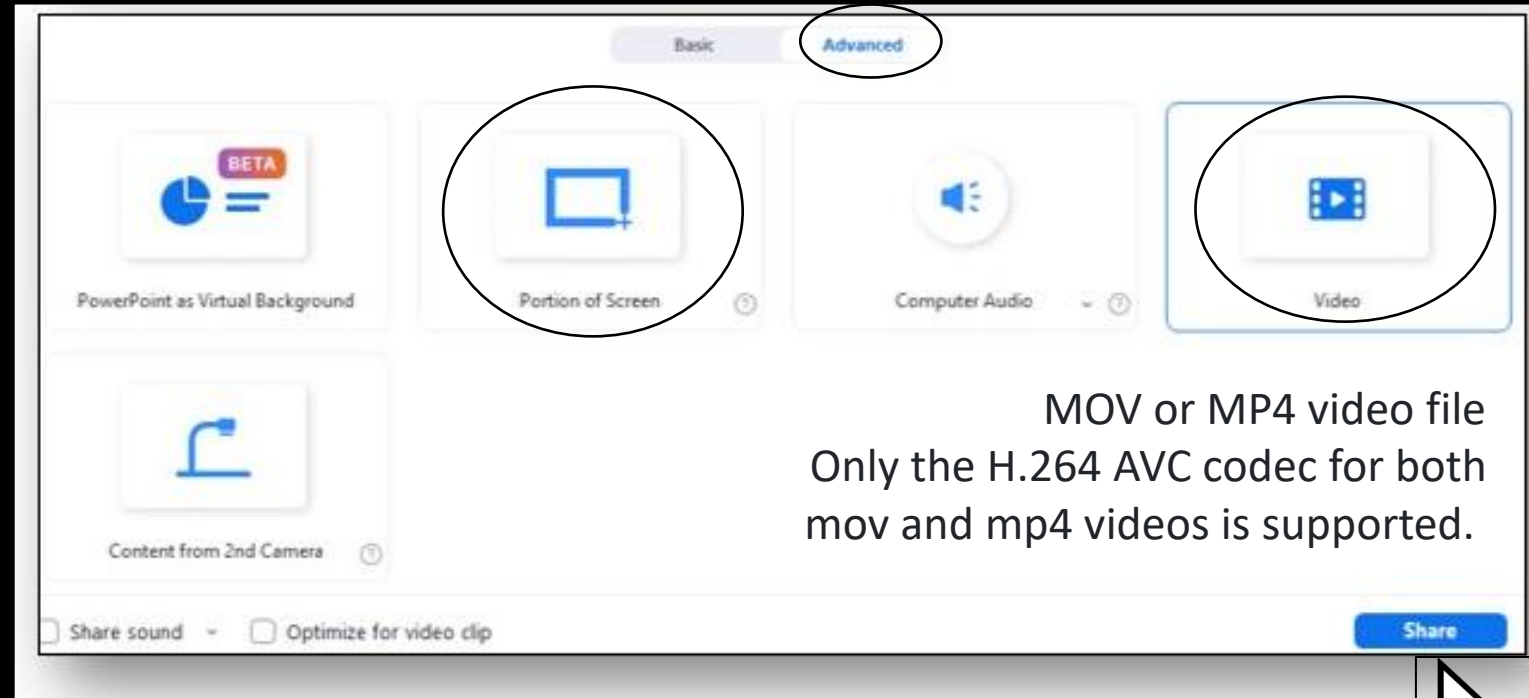 Basic Advanced
BETA
PowerPoint as Virtual Background
Portion of Screen
Computer Audio
Video
Content from 2nd Camera
MOV or MP4 video file
Only the H.264 AVC codec for both
mov and mp4 videos is supported.
Share sound
Optimize for video clip
Share